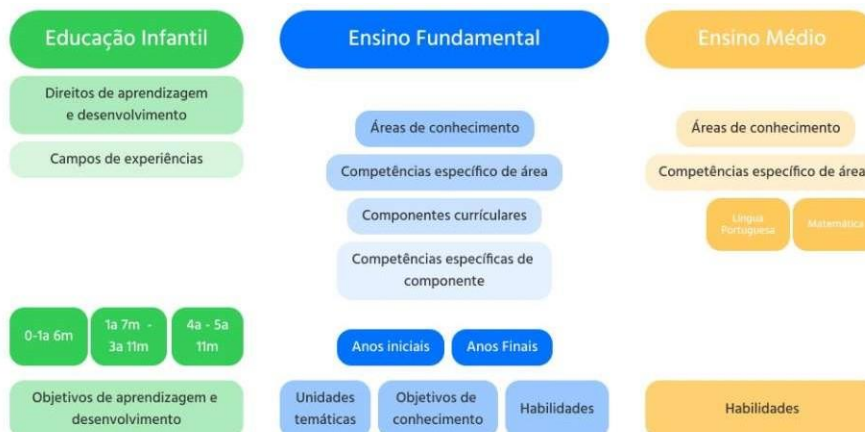 Educação Infantil
Direitos de aprendizagem
e desenvolvimento
Campos de experiências
0-1a 6m
1a 7m -
3a 11m
4a - 5a
11m
Objetivos de aprendizagem e
desenvolvimento
Ensino Fundamental
Áreas de conhecimento
Competências específico de área
Componentes currículares
Competências específicas de
componente
Anos iniciais
Anos Finais
Unidades
temáticas
Objetivos de
conhecimento
Habilidades
Ensino Médio
Áreas de conhecimento
Competências específico de área
Língua
Portuguesa
Matemática
Habilidades